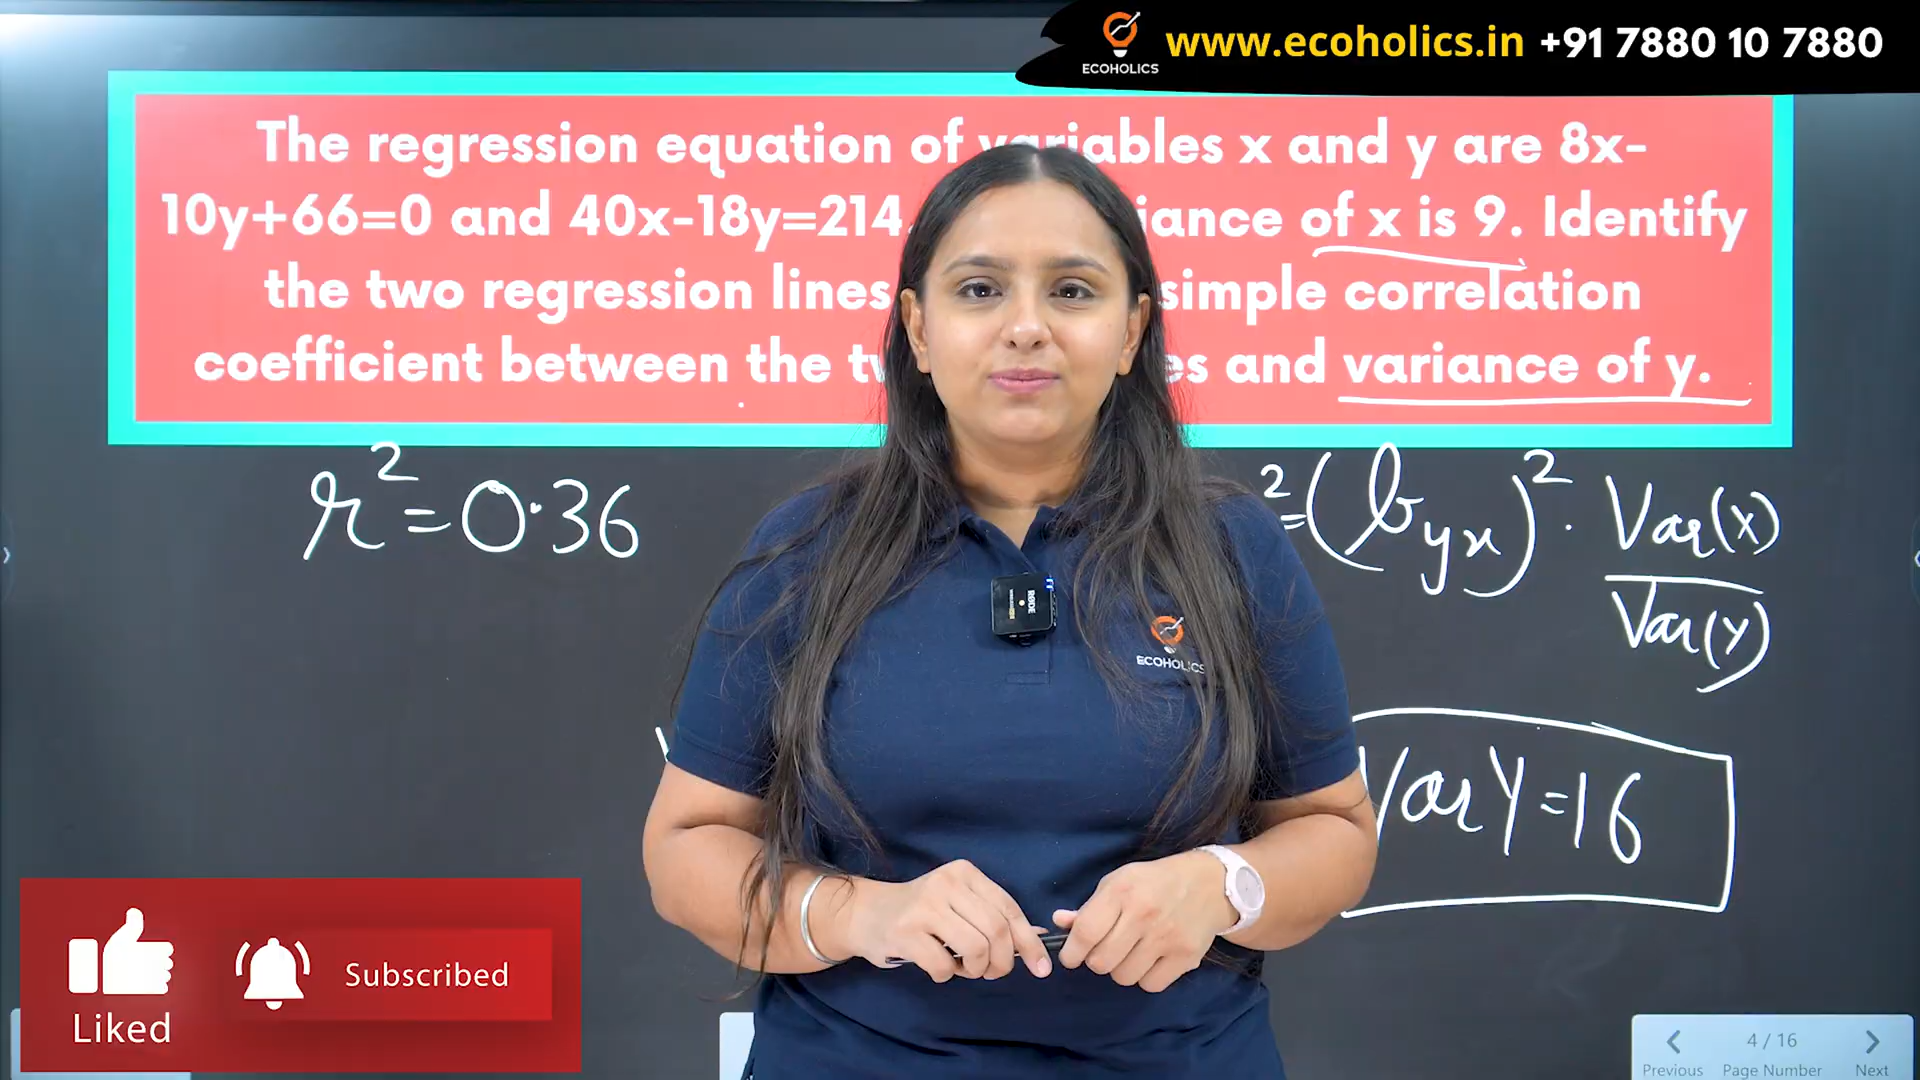 ECOHOLICS
www.ecoholics.in +91 7880 10 7880
The regression equation of variables x and y are 8x-
10y+66=0 and 40x-18y=214. of x is 9. Identify
the two regression lines simple correlation
coefficient between the and variance of y.
r²=0.36
²=(byx)². Var(x)
Var(y)
Var Y=16
RØDE
ECOHOLICS
Liked
Subscribed
4 / 16
Previous Page Number Next